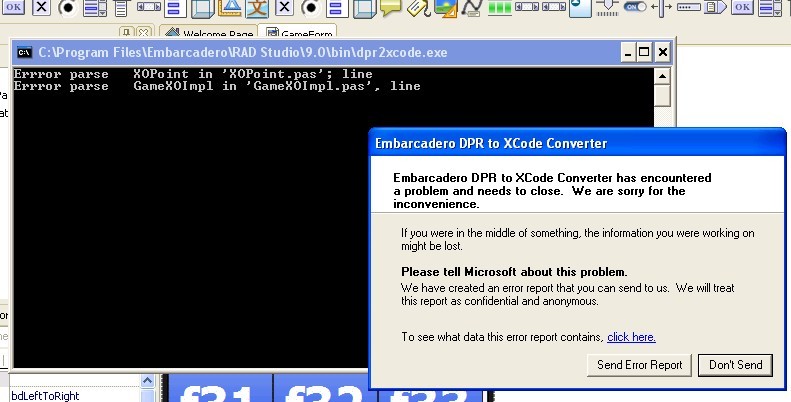 OK
OK
Welcome Page
GameForm
C:\Program Files\Embarcadero\RAD Studio\9.0\bin\dpr2xcode.exe
Errror parse XOPoint in 'XOPoint.pas'; line
Errror parse GameXOImpl in 'GameXOImpl.pas', line
Embarcadero DPR to XCode Converter
Embarcadero DPR to XCode Converter has encountered
a problem and needs to close. We are sorry for the
inconvenience.
If you were in the middle of something, the information you were working on
might be lost.
Please tell Microsoft about this problem.
We have created an error report that you can send to us. We will treat
this report as confidential and anonymous.
To see what data this error report contains, click here.
Send Error Report
Don't Send
bdLeftToRight
f31
f32
f33